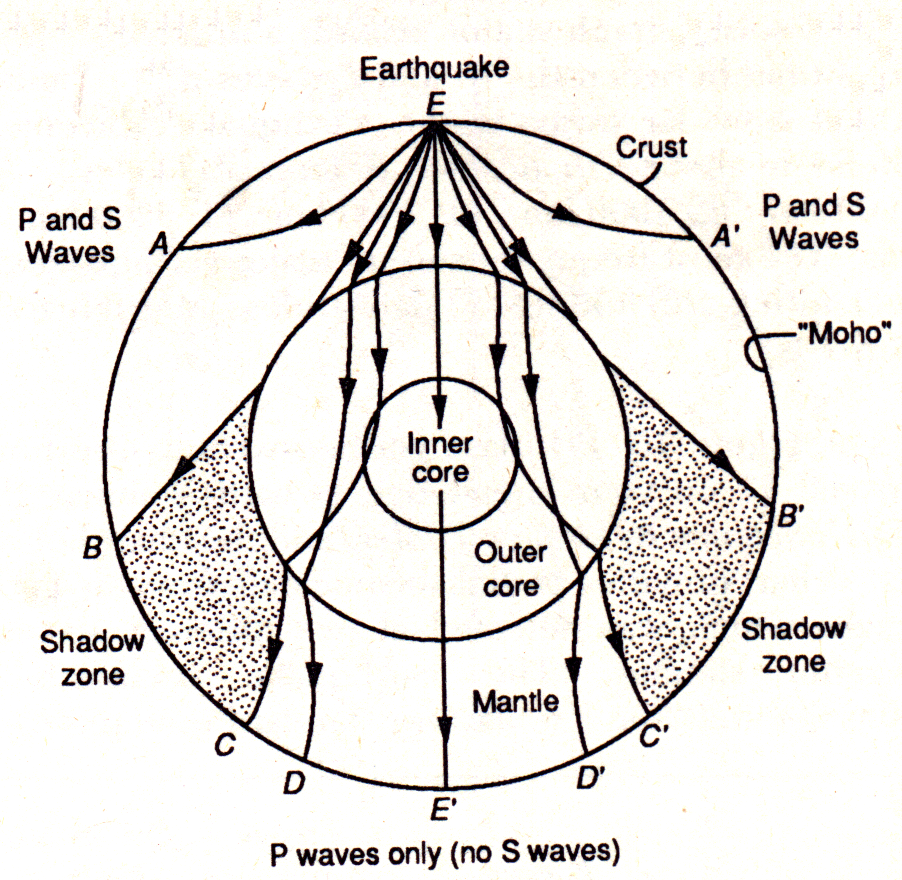 Earthquake
E
Crust
P and S
Waves
A
A'
P and S
Waves
"Moho"
Inner
core
B
B'
Outer
core
Shadow
zone
Shadow
zone
Mantle
C
C'
D
D'
E'
P waves only (no S waves)